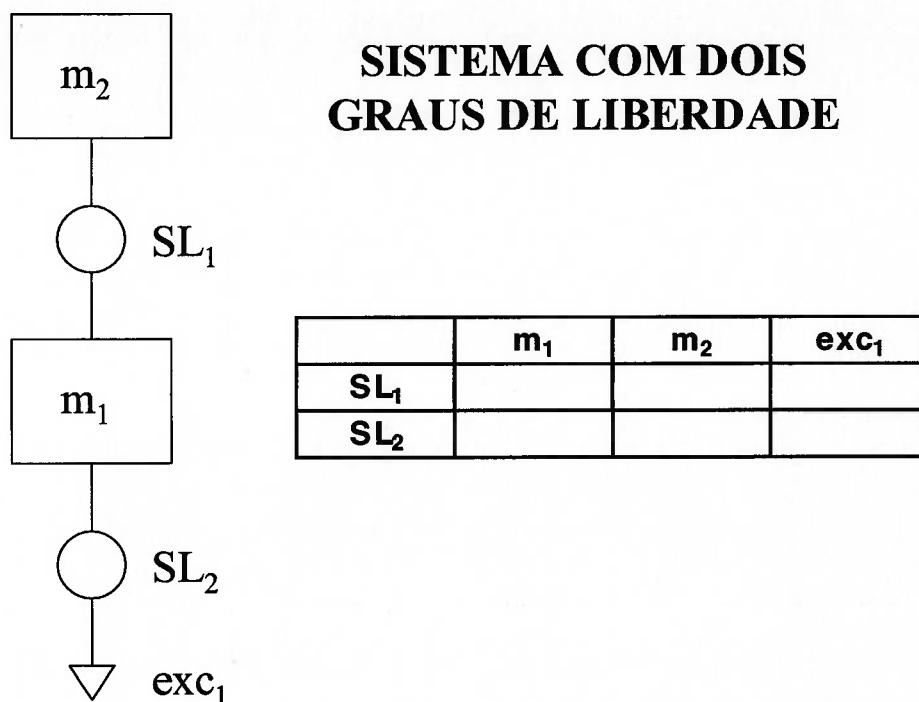 m₂
SISTEMA COM DOIS
GRAUS DE LIBERDADE
SL₁
m₁
m₁ m₂ exc₁
SL₁
SL₂
SL₂
exc₁